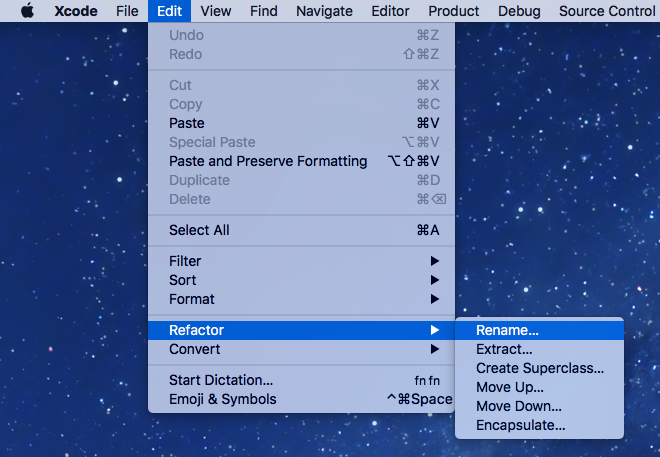 Xcode File Edit View Find Navigate Editor Product Debug Source Control
Undo ⌘Z
Redo ⇧⌘Z
Cut ⌘X
Copy ⌘C
Paste ⌘V
Special Paste ⌥⌘V
Paste and Preserve Formatting ⌥⇧⌘V
Duplicate ⌘D
Delete ⌘⌫
Select All ⌘A
Filter ▶
Sort ▶
Format ▶
Refactor ▶ Rename...
Convert ▶ Extract...
Create Superclass...
Start Dictation... fn fn Move Up...
Emoji & Symbols ^⌘Space Move Down...
Encapsulate...